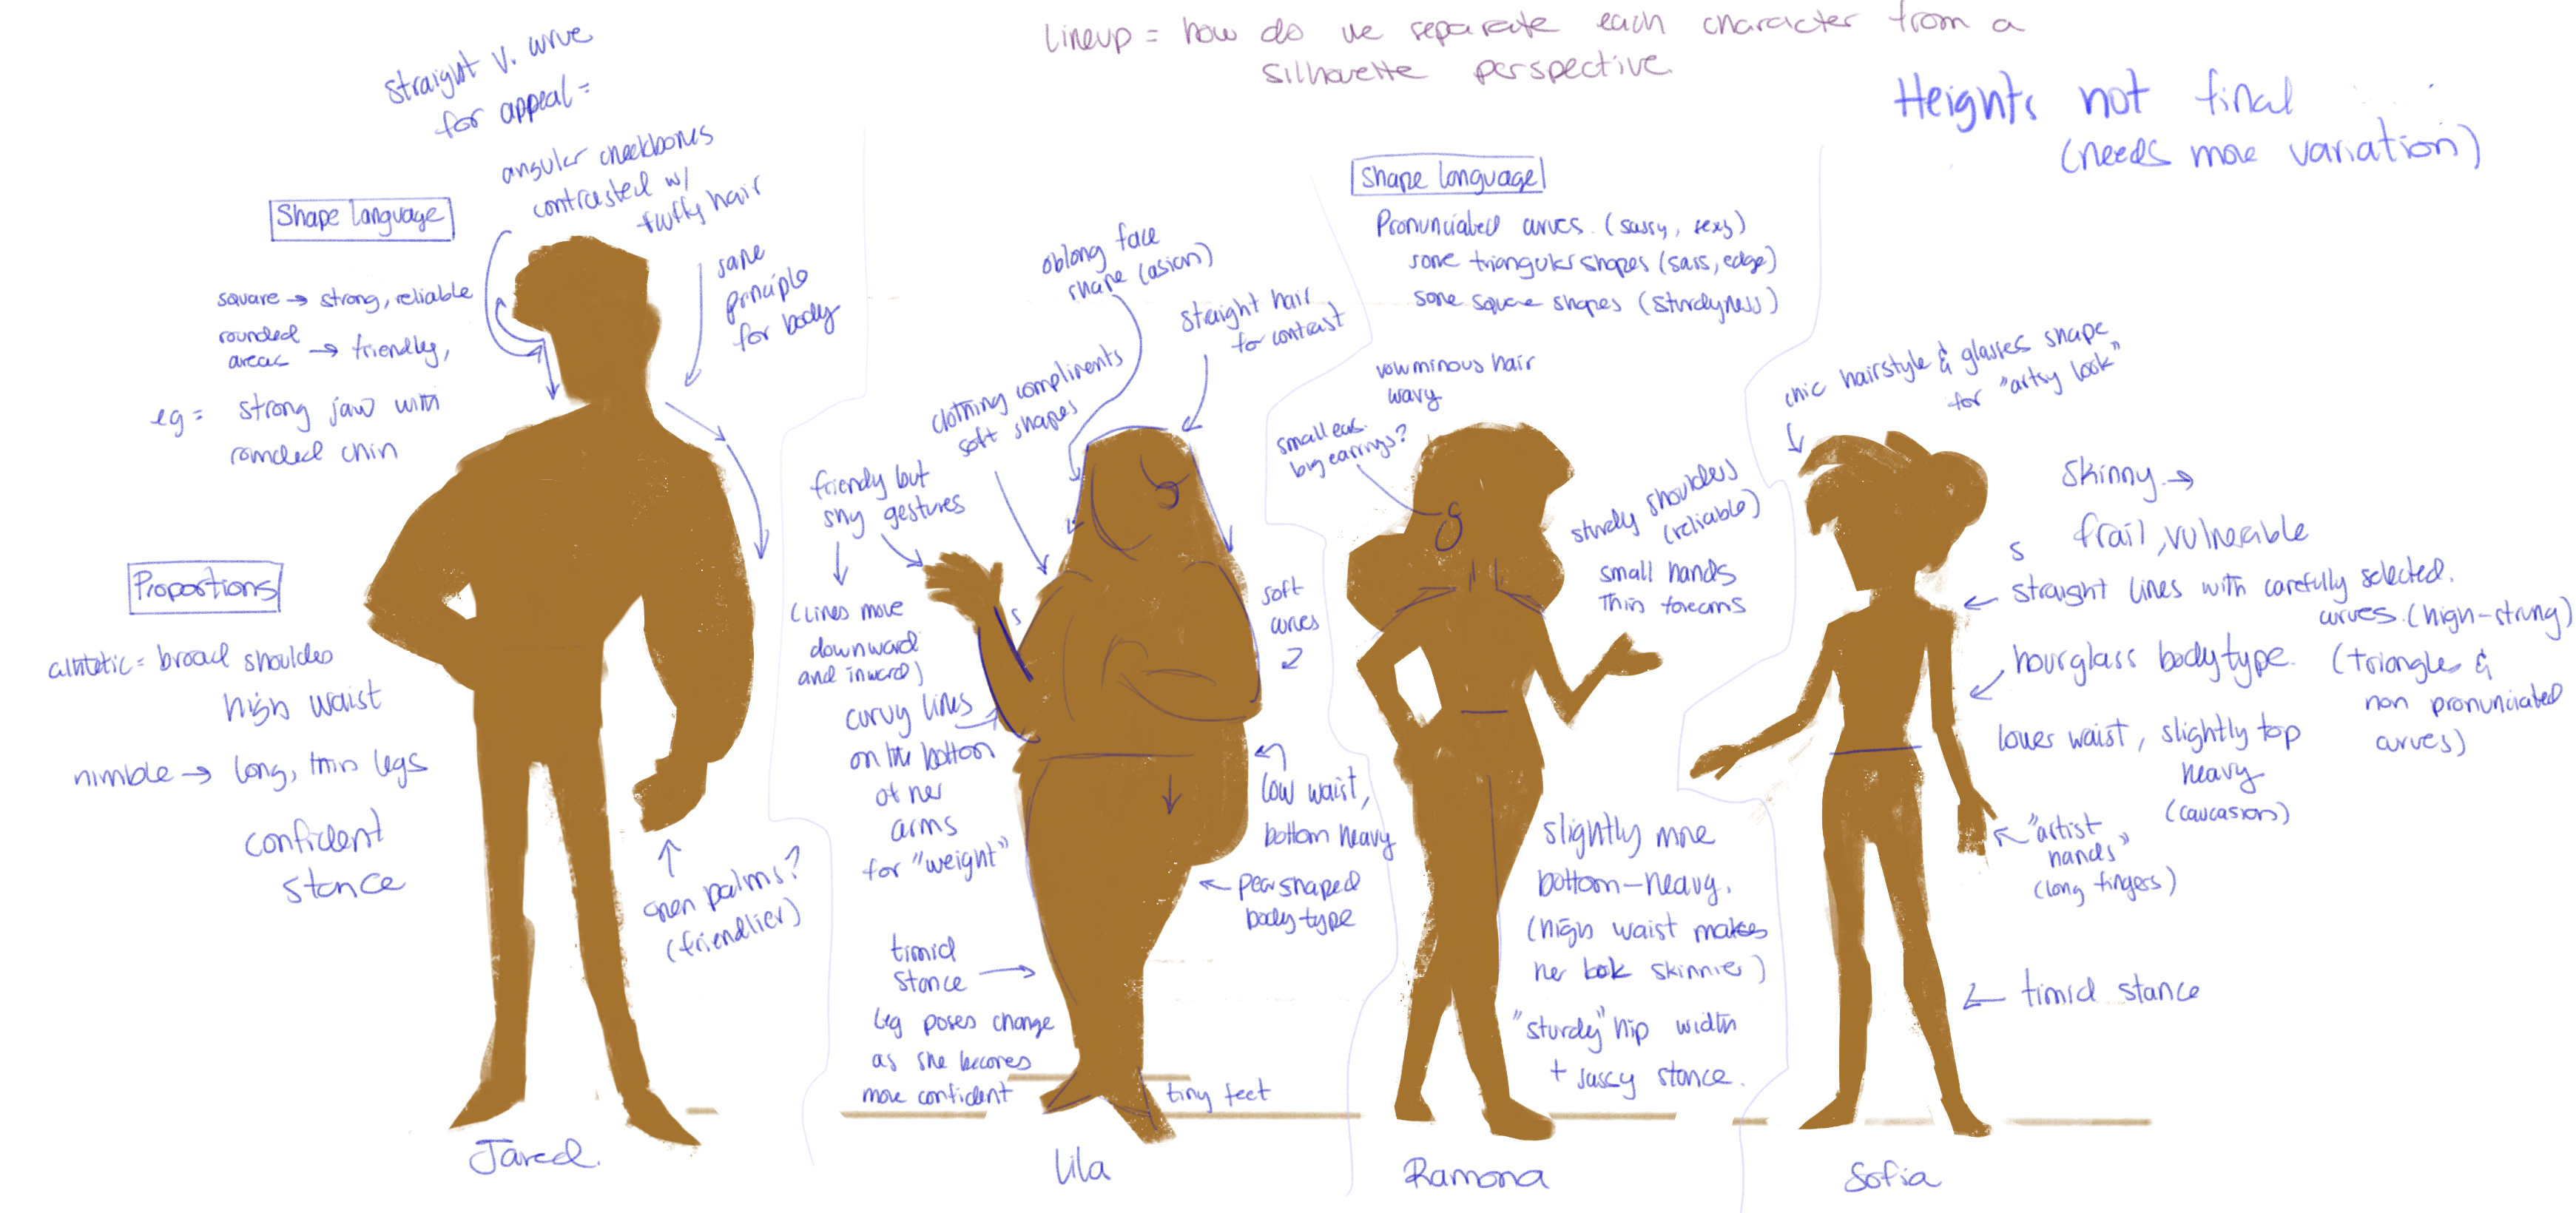 Lineup = how do we separate each character from a
silhouette perspective.
Heights not final
(needs more variation)
straight v. curve
for appeal =
angular cheekbones
contrasted w/
fluffy hair
same
principle
for body
Shape language
square → strong, reliable
rounded
areas → friendly,
eg = strong jaw with
rounded chin
Proportions
athletic = broad shoulders
high waist
nimble → long, thin legs
confident
stance
open palms?
(friendlier)
Jared.
oblong face
shape (asian)
straight hair
for contrast
clothing compliments
soft shapes
friendly but
shy gestures
(lines move
downward
and inward)
curvy lines
on the bottom
of her
arms
for "weight"
S
soft
curves
low waist,
bottom heavy
pear shaped
body type
timid
stance
leg poses change
as she becomes
more confident
tiny feet
Lila
Shape language
Pronunciated curves. (sassy, sexy)
some triangular shapes (sass, edge)
some square shapes (sturdyness)
vowminous hair
wavy
small ears.
big earrings?
sturdy shoulders
(reliable)
small hands
thin forearms
slightly more
bottom-heavy.
(high waist makes
her look skinnier)
"sturdy" hip width
+ sassy stance.
Ramona
chic hairstyle & glasses shape
for "artsy look"
skinny →
frail, vulnerable
s
straight lines with carefully selected.
curves. (high-strung)
(triangles &
non pronunciated
curves)
hourglass body type.
lower waist, slightly top
heavy
(caucasian)
"artist
hands"
(long fingers)
timid stance
Sofia